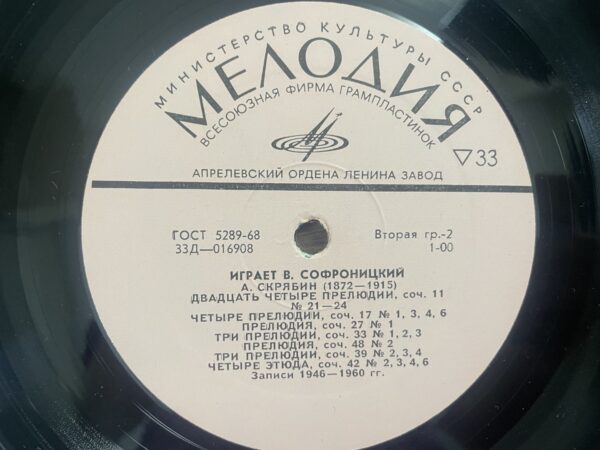 МИНИСТЕРСТВО КУЛЬТУРЫ СССР
МЕЛОДИЯ
ВСЕСОЮЗНАЯ ФИРМА ГРАМПЛАСТИНОК
▽33
АПРЕЛЕВСКИЙ ОРДЕНА ЛЕНИНА ЗАВОД
ГОСТ 5289-68 Вторая гр.-2
33Д—016908 1-00
ИГРАЕТ В. СОФРОНИЦКИЙ
А. СКРЯБИН (1872—1915)
ДВАДЦАТЬ ЧЕТЫРЕ ПРЕЛЮДИИ, соч. 11
№ 21—24
ЧЕТЫРЕ ПРЕЛЮДИИ, соч. 17 № 1, 3, 4, 6
ПРЕЛЮДИЯ, соч. 27 № 1
ТРИ ПРЕЛЮДИИ, соч. 33 № 1, 2, 3
ПРЕЛЮДИЯ, соч. 48 № 2
ТРИ ПРЕЛЮДИИ, соч. 39 № 2, 3, 4
ЧЕТЫРЕ ЭТЮДА, соч. 42 № 2, 3, 4, 6
Записи 1946—1960 гг.